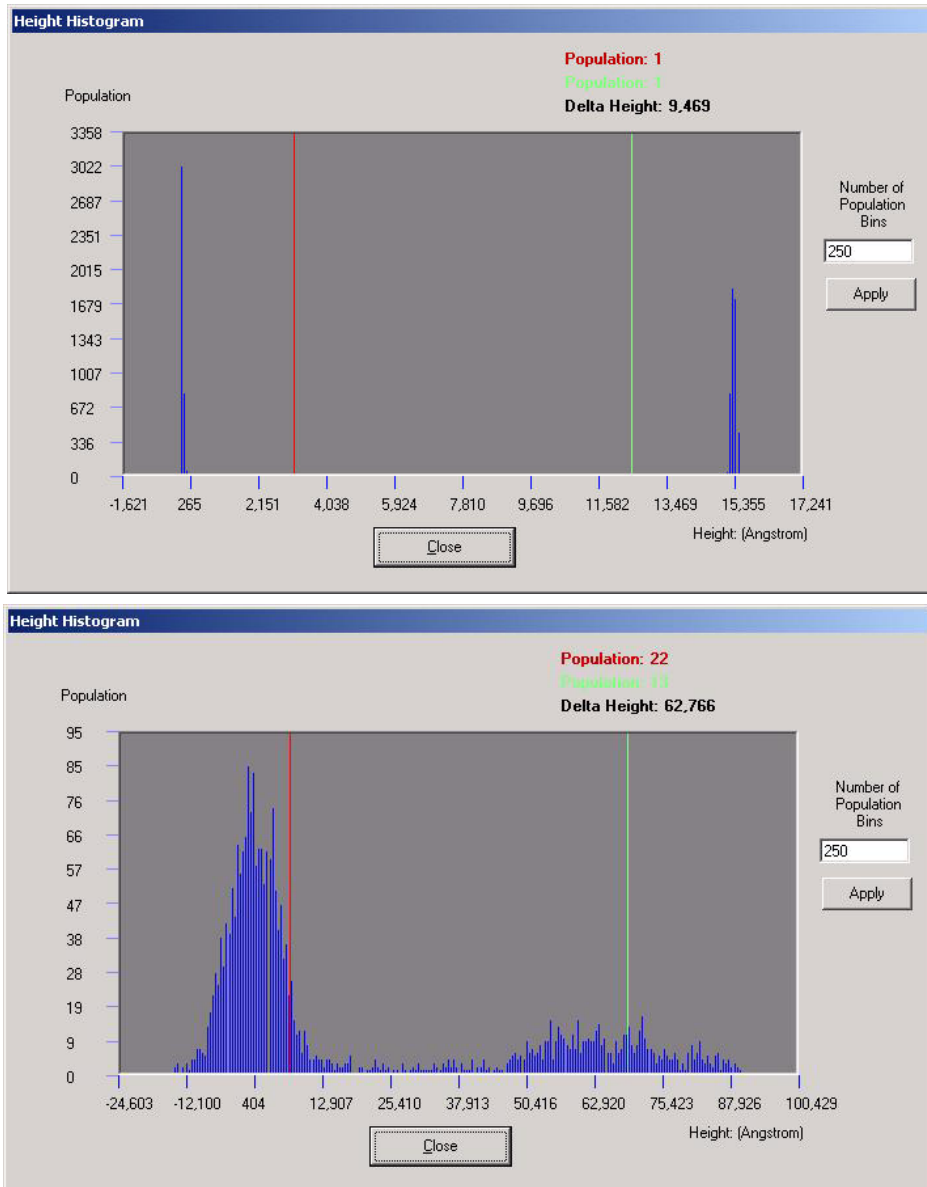 Height Histogram
Population: 1
Population: 1
Delta Height: 9,469
Population
3358
3022
2687
2351
2015
1679
1343
1007
672
336
0
-1,621 265 2,151 4,038 5,924 7,810 9,696 11,582 13,469 15,355 17,241
Height: (Angstrom)
Number of
Population
Bins
250
Apply
Close
Height Histogram
Population: 22
Population: 13
Delta Height: 62,766
Population
95
85
76
66
57
47
38
28
19
9
0
-24,603 -12,100 404 12,907 25,410 37,913 50,416 62,920 75,423 87,926 100,429
Height: (Angstrom)
Number of
Population
Bins
250
Apply
Close